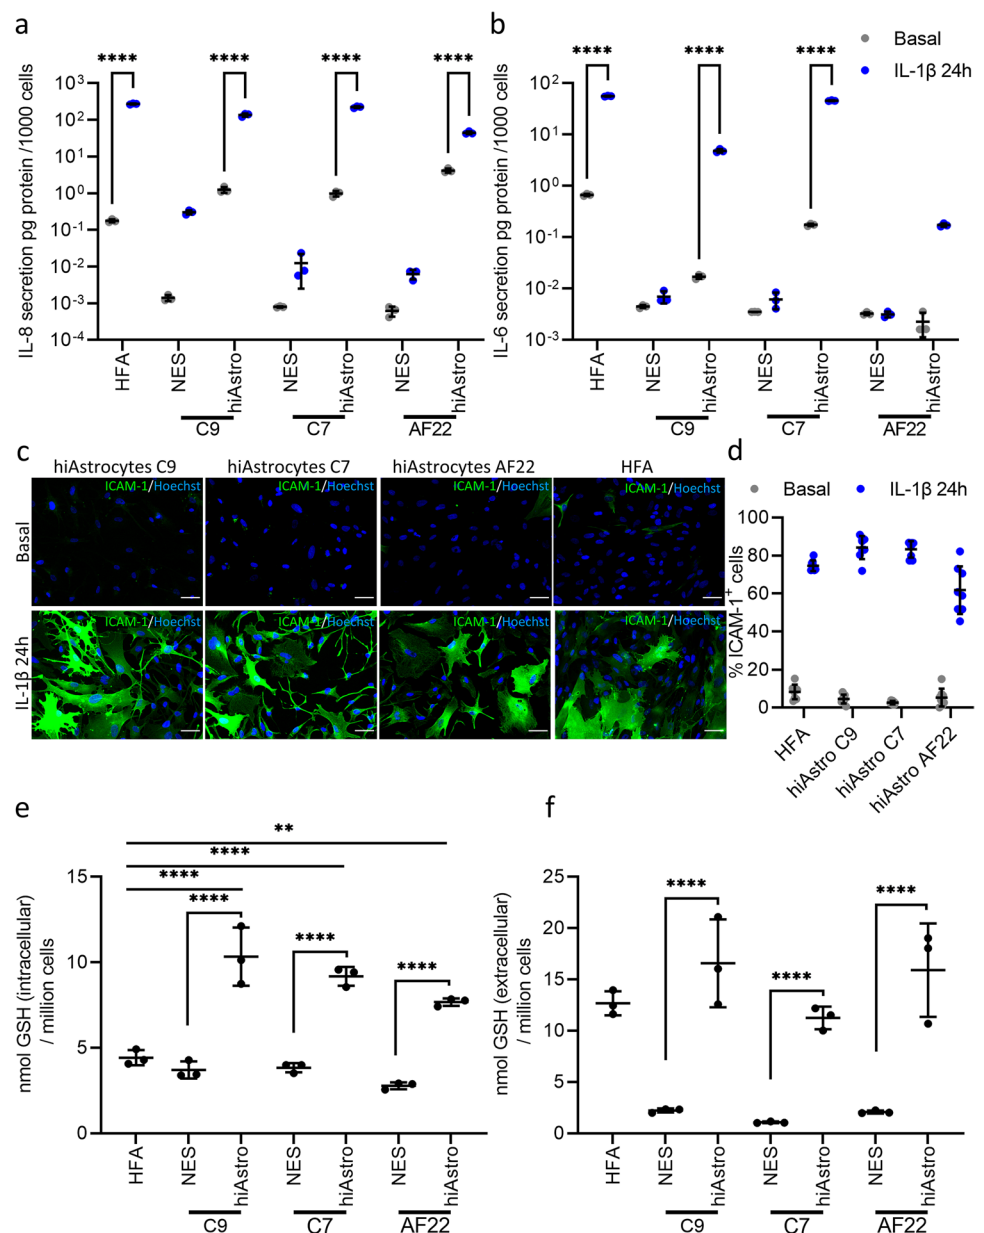 a
b
Basal
IL-1β 24h
IL-8 secretion pg protein /1000 cells
****
****
****
****
10³
10²
10¹
10⁰
10⁻¹
10⁻²
10⁻³
10⁻⁴
HFA
NES
hiAstro
NES
hiAstro
NES
hiAstro
C9
C7
AF22
IL-6 secretion pg protein /1000 cells
****
****
****
10²
10¹
10⁰
10⁻¹
10⁻²
10⁻³
HFA
NES
hiAstro
NES
hiAstro
NES
hiAstro
C9
C7
AF22
c
hiAstrocytes C9
hiAstrocytes C7
hiAstrocytes AF22
HFA
Basal
ICAM-1/Hoechst
ICAM-1/Hoechst
ICAM-1/Hoechst
ICAM-1/Hoechst
IL-1β 24h
ICAM-1/Hoechst
ICAM-1/Hoechst
ICAM-1/Hoechst
ICAM-1/Hoechst
d
Basal
IL-1β 24h
% ICAM-1⁺ cells
100
80
60
40
20
0
HFA
hiAstro C9
hiAstro C7
hiAstro AF22
e
nmol GSH (intracellular)
/ million cells
**
****
****
****
****
****
15
10
5
0
HFA
NES
hiAstro
NES
hiAstro
NES
hiAstro
C9
C7
AF22
f
nmol GSH (extracellular)
/ million cells
****
****
****
25
20
15
10
5
0
HFA
NES
hiAstro
NES
hiAstro
NES
hiAstro
C9
C7
AF22